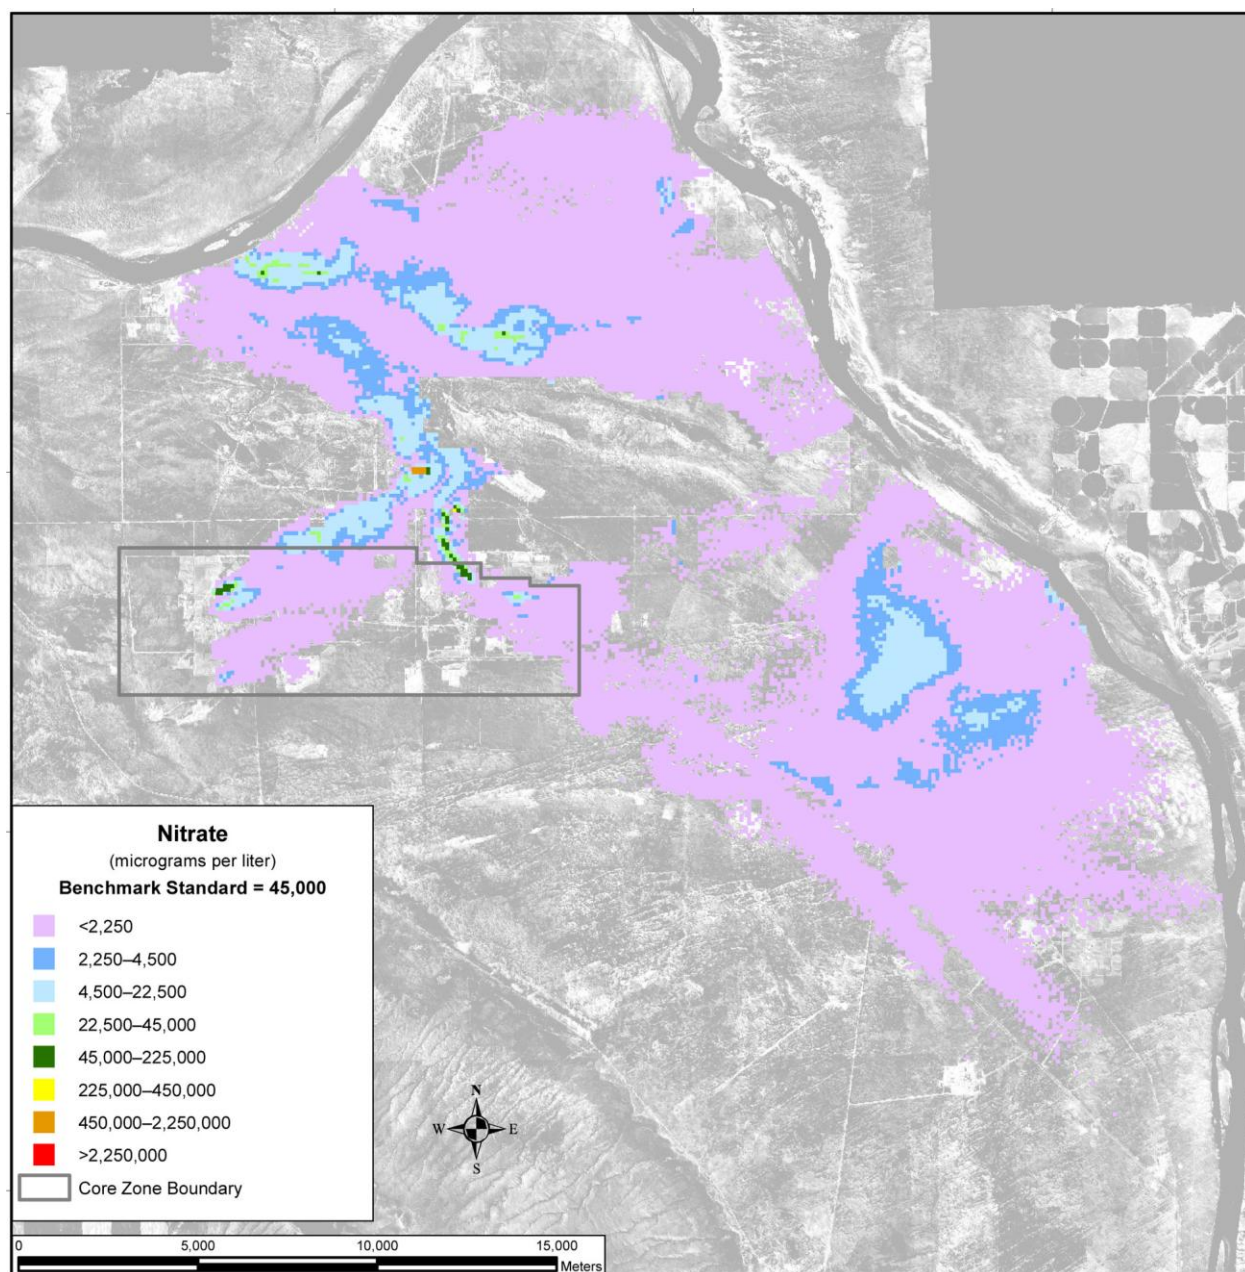 Nitrate
(micrograms per liter)
Benchmark Standard = 45,000
<2,250
2,250–4,500
4,500–22,500
22,500–45,000
45,000–225,000
225,000–450,000
450,000–2,250,000
>2,250,000
Core Zone Boundary
N
W E
S
0 5,000 10,000 15,000
Meters